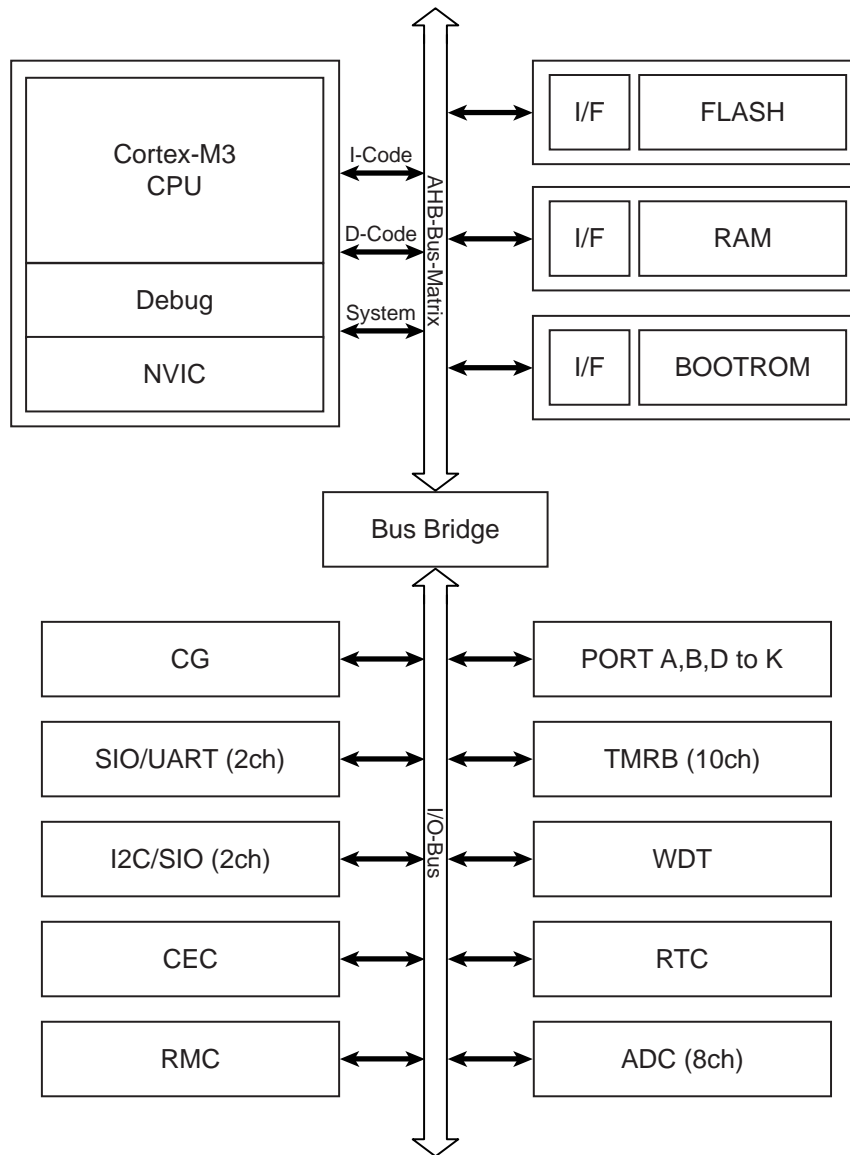 Cortex-M3
CPU
Debug
NVIC
I-Code
D-Code
System
AHB-Bus-Matrix
I/F
FLASH
I/F
RAM
I/F
BOOTROM
Bus Bridge
CG
SIO/UART (2ch)
I2C/SIO (2ch)
CEC
RMC
I/O-Bus
PORT A,B,D to K
TMRB (10ch)
WDT
RTC
ADC (8ch)